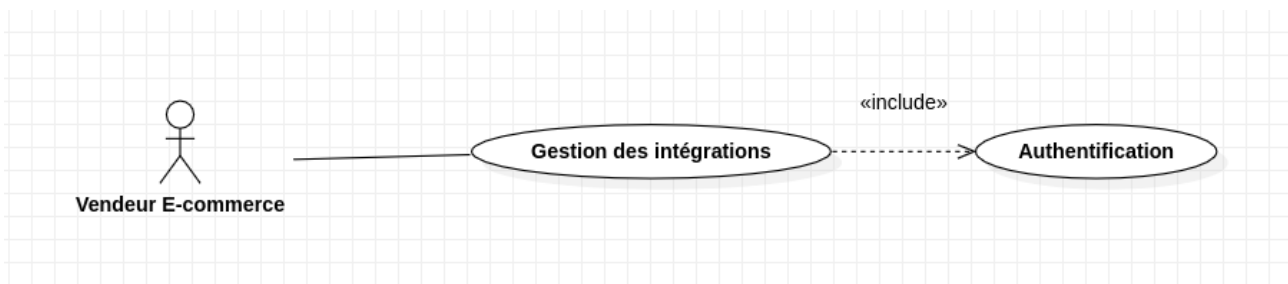 «include»
Gestion des intégrations
Authentification
Vendeur E-commerce